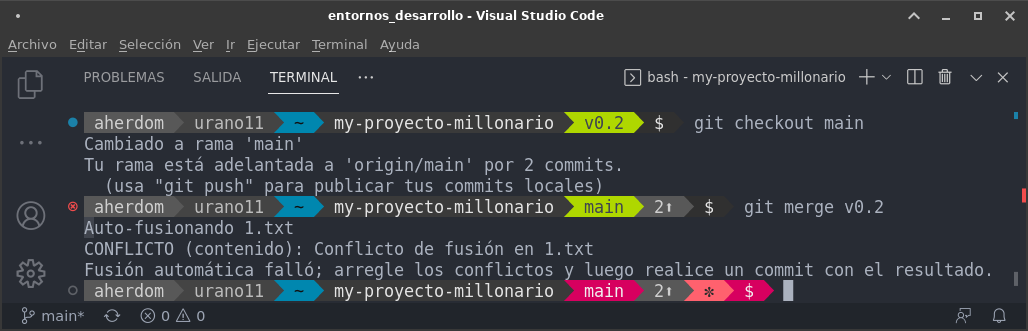 entornos_desarrollo - Visual Studio Code
Archivo Editar Selección Ver Ir Ejecutar Terminal Ayuda
PROBLEMAS SALIDA TERMINAL ··· bash - my-proyecto-millonario
aherdom urano11 ~ my-proyecto-millonario v0.2 $ git checkout main
Cambiado a rama 'main'
Tu rama está adelantada a 'origin/main' por 2 commits.
(usa "git push" para publicar tus commits locales)
aherdom urano11 ~ my-proyecto-millonario main 2⬆ $ git merge v0.2
Auto-fusionando 1.txt
CONFLICTO (contenido): Conflicto de fusión en 1.txt
Fusión automática falló; arregle los conflictos y luego realice un commit con el resultado.
aherdom urano11 ~ my-proyecto-millonario main 2⬆ ✼ $
main* 0 0